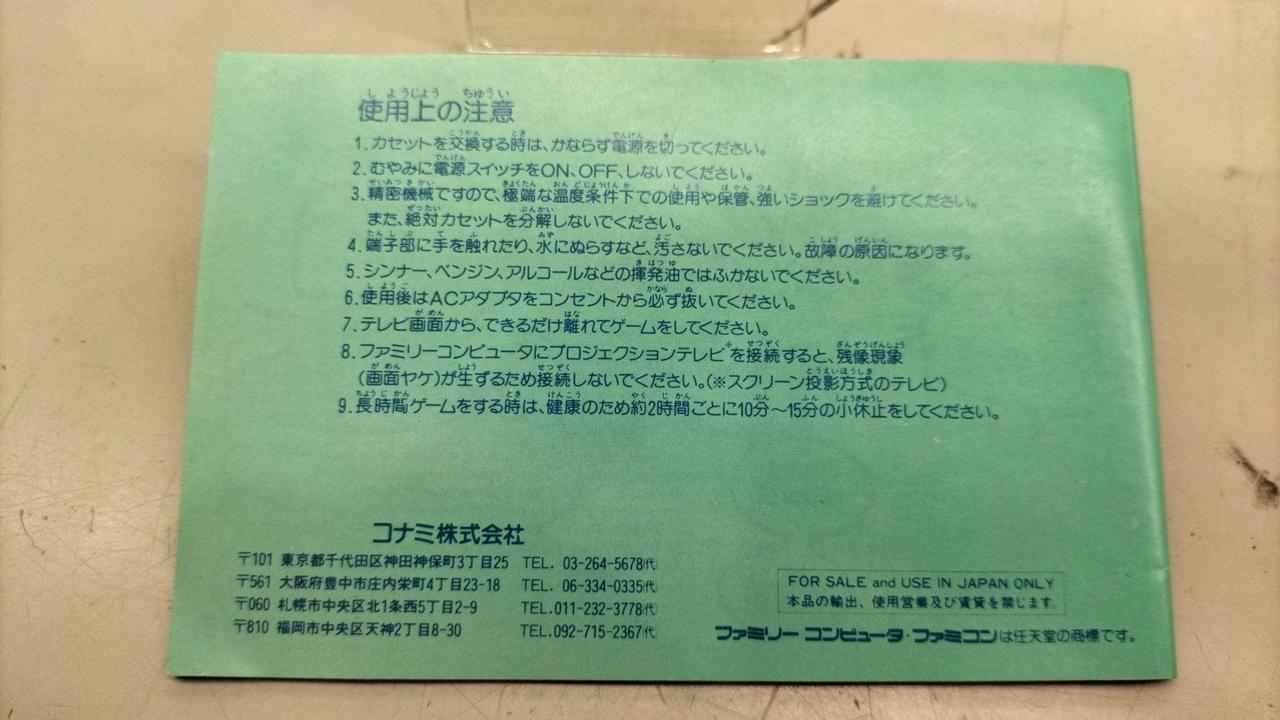 使用上の注意
1. カセットを交換する時は、かならず電源を切ってください。
2. むやみに電源スイッチをON、OFF、しないでください。
3. 精密機械ですので、極端な温度条件下での使用や保管、強いショックを避けてください。
また、絶対カセットを分解しないでください。
4. 端子部に手を触れたり、水にぬらすなど、汚さないでください。故障の原因になります。
5. シンナー、ベンジン、アルコールなどの揮発油ではふかないでください。
6. 使用後はACアダプタをコンセントから必ず抜いてください。
7. テレビ画面から、できるだけ離れてゲームをしてください。
8. ファミリーコンピュータにプロジェクションテレビ※を接続すると、残像現象
(画面ヤケ)が生ずるため接続しないでください。(※スクリーン投影方式のテレビ)
9. 長時間ゲームをする時は、健康のため約2時間ごとに10分〜15分の小休止をしてください。
コナミ株式会社
〒101 東京都千代田区神田神保町3丁目25 TEL. 03-264-5678(代)
〒561 大阪府豊中市庄内栄町4丁目23-18 TEL. 06-334-0335(代)
〒060 札幌市中央区北1条西5丁目2-9 TEL.011-232-3778(代)
〒810 福岡市中央区天神2丁目8-30 TEL.092-715-2367(代)
FOR SALE and USE IN JAPAN ONLY
本品の輸出、使用営業及び賃貸を禁じます。
ファミリーコンピュータ・ファミコンは任天堂の商標です。